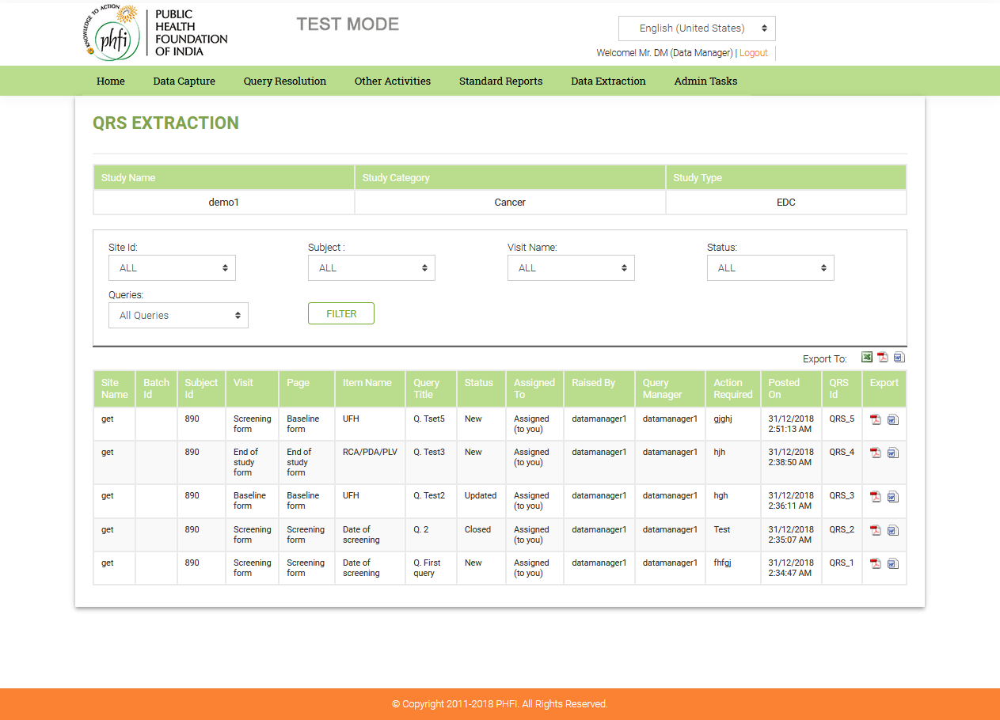 KNOWLEDGE TO ACTION
phfi
PUBLIC
HEALTH
FOUNDATION
OF INDIA
TEST MODE
English (United States)
Welcome! Mr. DM (Data Manager) | Logout
Home Data Capture Query Resolution Other Activities Standard Reports Data Extraction Admin Tasks
QRS EXTRACTION
Study Name Study Category Study Type
demo1 Cancer EDC
Site Id: Subject : Visit Name: Status:
ALL ALL ALL ALL
Queries:
All Queries FILTER
Export To:
Site Name Batch Id Subject Id Visit Page Item Name Query Title Status Assigned To Raised By Query Manager Action Required Posted On QRS Id Export
get 890 Screening form Baseline form UFH Q. Tset5 New Assigned (to you) datamanager1 datamanager1 gjghj 31/12/2018 2:51:13 AM QRS_5
get 890 End of study form End of study form RCA/PDA/PLV Q. Test3 New Assigned (to you) datamanager1 datamanager1 hjh 31/12/2018 2:38:50 AM QRS_4
get 890 Baseline form Baseline form UFH Q. Test2 Updated Assigned (to you) datamanager1 datamanager1 hgh 31/12/2018 2:36:11 AM QRS_3
get 890 Screening form Screening form Date of screening Q. 2 Closed Assigned (to you) datamanager1 datamanager1 Test 31/12/2018 2:35:07 AM QRS_2
get 890 Screening form Screening form Date of screening Q. First query New Assigned (to you) datamanager1 datamanager1 fhfgj 31/12/2018 2:34:47 AM QRS_1
© Copyright 2011-2018 PHFI. All Rights Reserved.